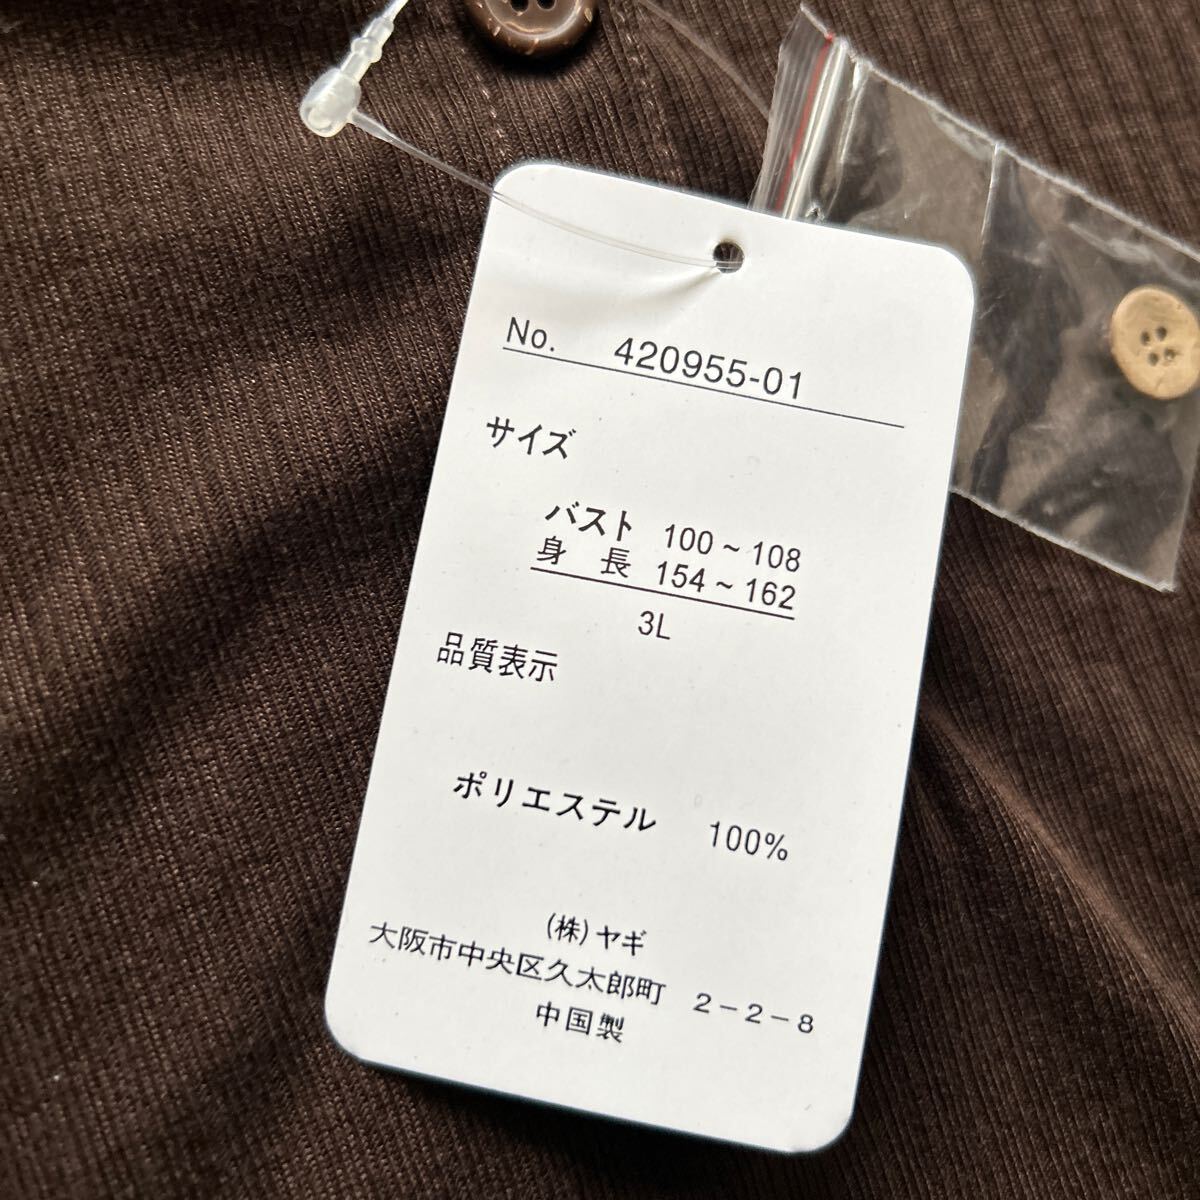 No. 420955-01
サイズ
バスト 100～108
身 長 154～162
3L
品質表示
ポリエステル 100%
(株)ヤギ
大阪市中央区久太郎町 2－2－8
中国製